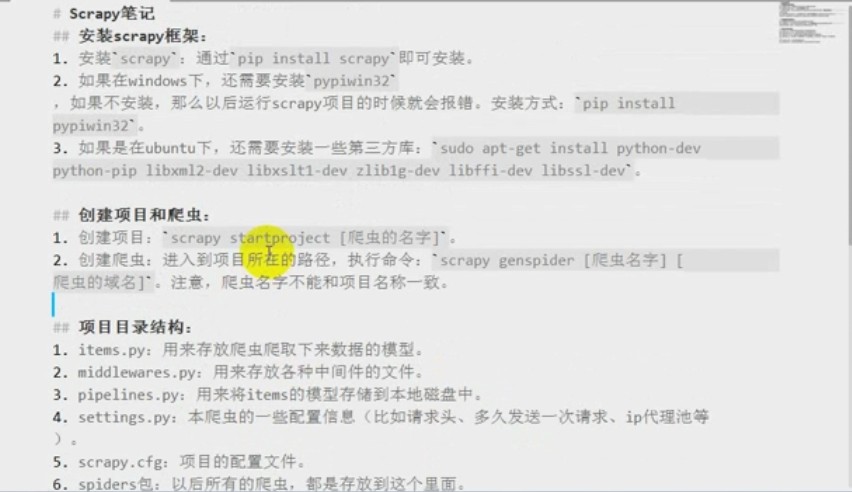 # Scrapy笔记
## 安装scrapy框架：
1. 安装`scrapy`：通过`pip install scrapy`即可安装。
2. 如果在windows下，还需要安装`pypiwin32`
，如果不安装，那么以后运行scrapy项目的时候就会报错。安装方式：`pip install
pypiwin32`。
3. 如果是在ubuntu下，还需要安装一些第三方库：`sudo apt-get install python-dev
python-pip libxml2-dev libxslt1-dev zlib1g-dev libffi-dev libssl-dev`。
## 创建项目和爬虫：
1. 创建项目：`scrapy startproject [爬虫的名字]`。
2. 创建爬虫：进入到项目所在的路径，执行命令：`scrapy genspider [爬虫名字] [
爬虫的域名]`。注意，爬虫名字不能和项目名称一致。
## 项目目录结构：
1. items.py：用来存放爬虫爬取下来数据的模型。
2. middlewares.py：用来存放各种中间件的文件。
3. pipelines.py：用来将items的模型存储到本地磁盘中。
4. settings.py：本爬虫的一些配置信息（比如请求头、多久发送一次请求、ip代理池等
）。
5. scrapy.cfg：项目的配置文件。
6. spiders包：以后所有的爬虫，都是存放到这个里面。